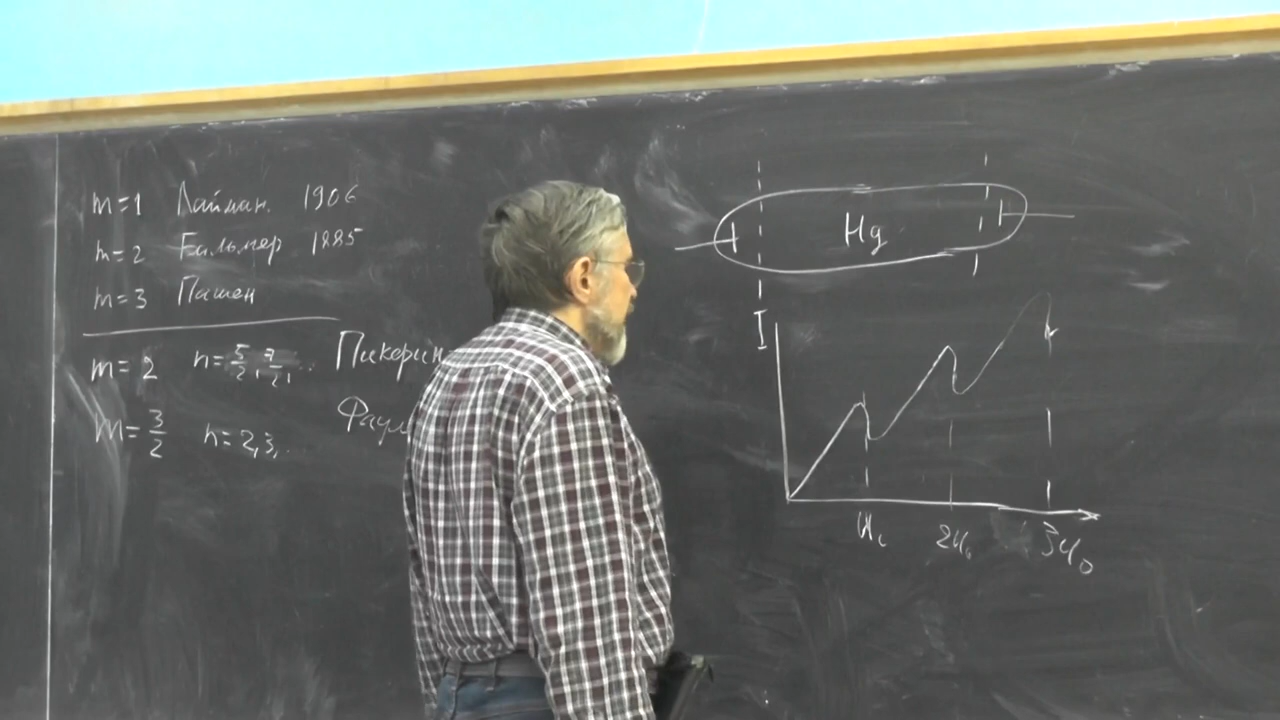 m=1 Лайман. 1906
m=2 Бальмер 1885
m=3 Пашен
m=2 n=5/2, 7/2, .. Пикерин
m=3/2 n=2,3, .. Фаул
Hg
I
U₀ 2U₀ 3U₀